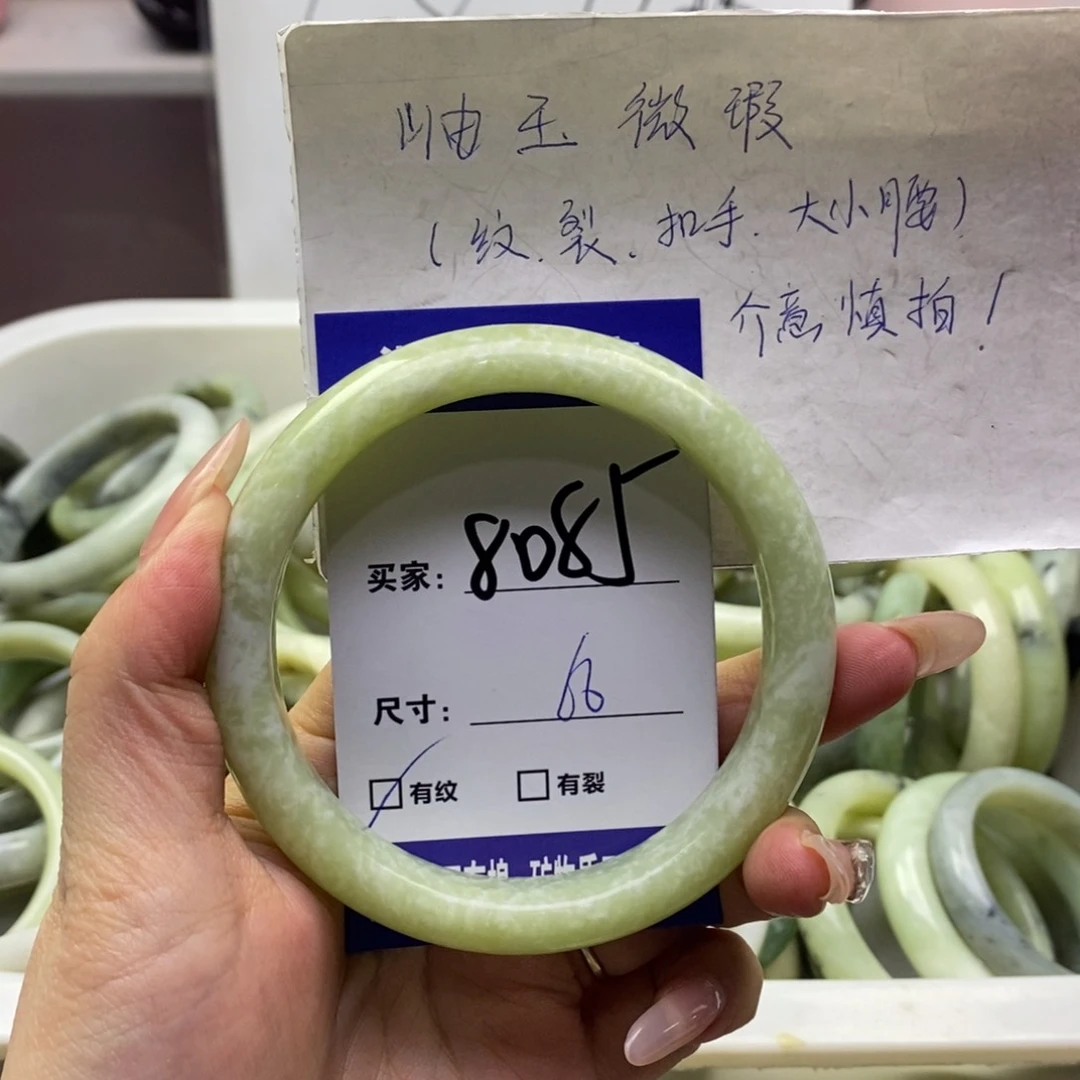 岫玉微瑕
(纹.裂.扣手.大小腰)
介意慎拍!
买家: 8085
尺寸:
有纹 有裂